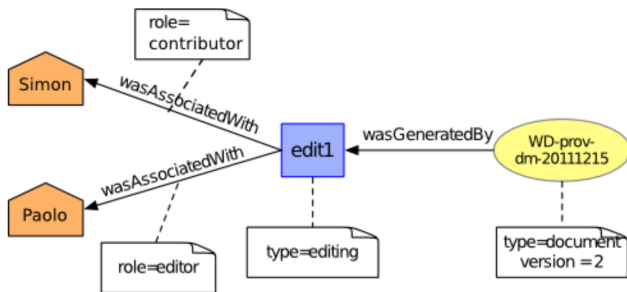 role=
contributor
Simon
wasAssociatedWith
wasGeneratedBy
edit1
WD-prov-
dm-20111215
wasAssociatedWith
Paolo
role=editor
type=editing
type=document
version =2